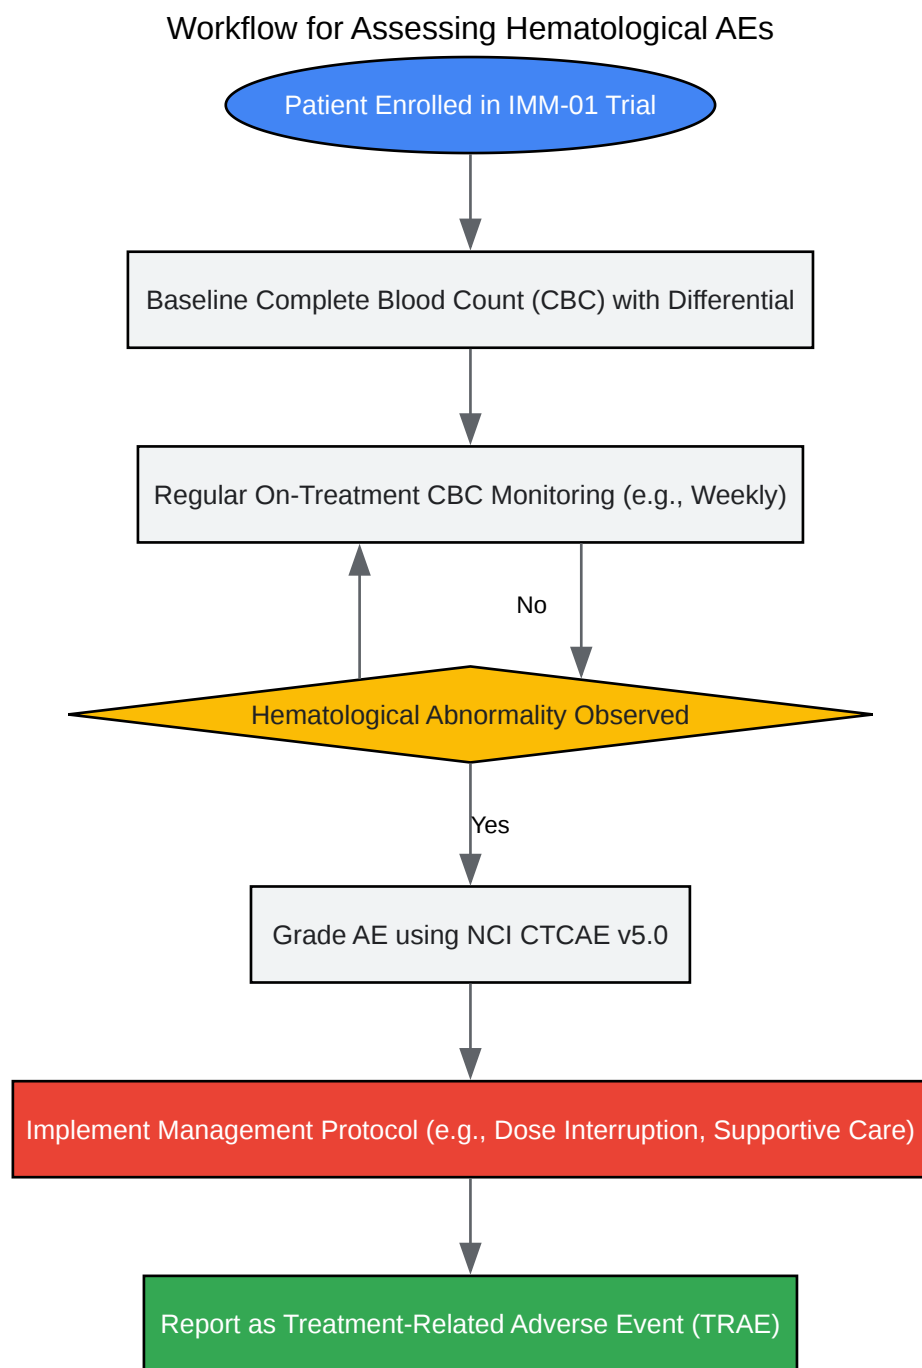 Workflow for Assessing Hematological AEs
Patient Enrolled in IMM-01 Trial
Baseline Complete Blood Count (CBC) with Differential
Regular On-Treatment CBC Monitoring (e.g., Weekly)
No
Hematological Abnormality Observed
Yes
Grade AE using NCI CTCAE v5.0
Implement Management Protocol (e.g., Dose Interruption, Supportive Care)
Report as Treatment-Related Adverse Event (TRAE)